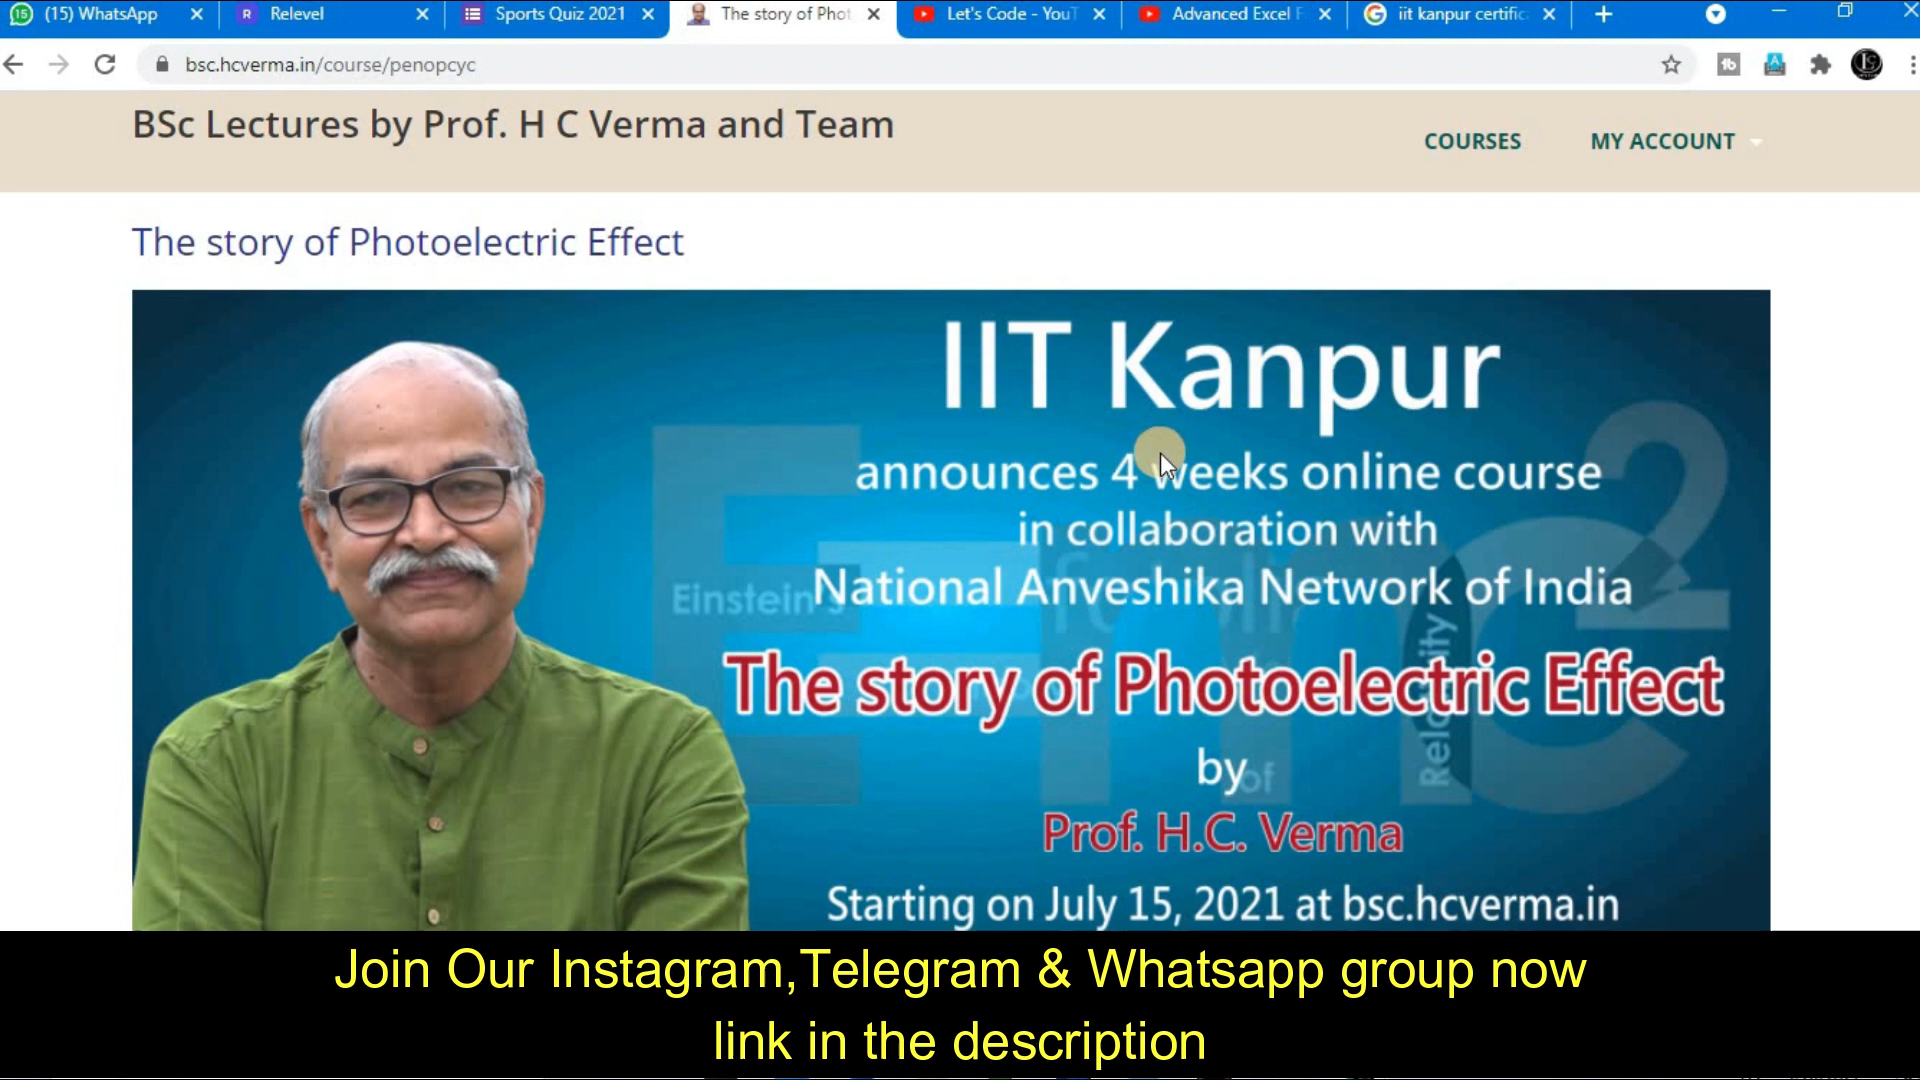 (15) WhatsApp
Relevel
Sports Quiz 2021
The story of Phot
Let's Code - YouT
Advanced Excel F
iit kanpur certific
bsc.hcverma.in/course/penopcyc
BSc Lectures by Prof. H C Verma and Team
COURSES
MY ACCOUNT
The story of Photoelectric Effect
IIT Kanpur
announces 4 weeks online course
in collaboration with
National Anveshika Network of India
Einstein's
The story of Photoelectric Effect
Relativity
by
of
Prof. H.C. Verma
Starting on July 15, 2021 at bsc.hcverma.in
Join Our Instagram,Telegram & Whatsapp group now
link in the description